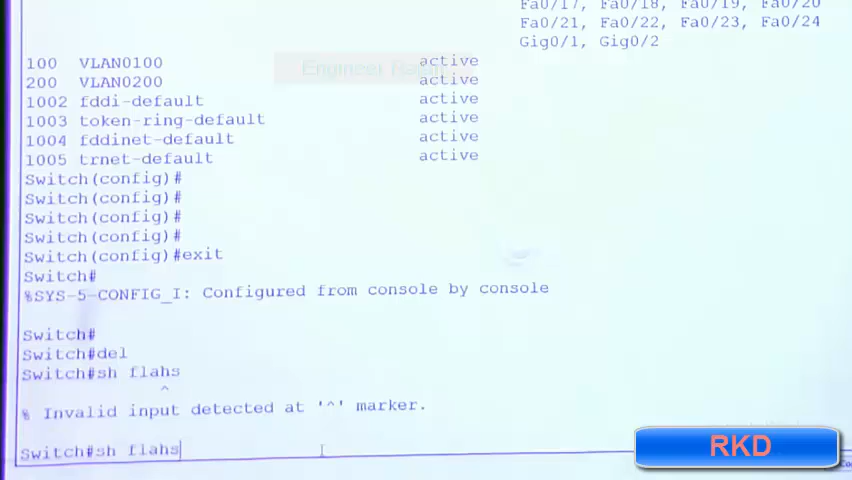 Fa0/17, Fa0/18, Fa0/19, Fa0/20
Fa0/21, Fa0/22, Fa0/23, Fa0/24
Gig0/1, Gig0/2
100 VLAN0100 active
200 VLAN0200 active
1002 fddi-default active
1003 token-ring-default active
1004 fddinet-default active
1005 trnet-default active
Switch(config)#
Switch(config)#
Switch(config)#
Switch(config)#
Switch(config)#exit
Switch#
%SYS-5-CONFIG_I: Configured from console by console
Switch#
Switch#del
Switch#sh flahs
^
% Invalid input detected at '^' marker.
Switch#sh flahs
RKD